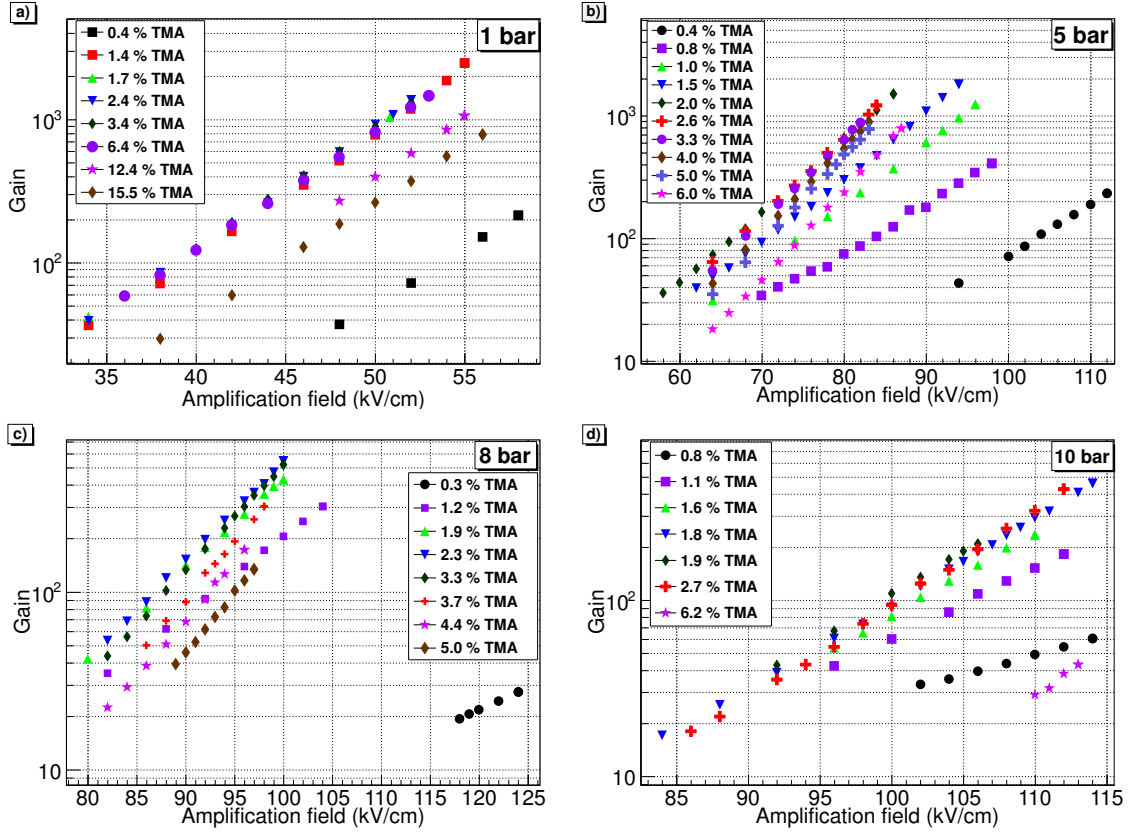 a)
1 bar
0.4 % TMA
1.4 % TMA
1.7 % TMA
2.4 % TMA
3.4 % TMA
6.4 % TMA
12.4 % TMA
15.5 % TMA
Gain
10³
10²
35 40 45 50 55
Amplification field (kV/cm)
b)
5 bar
0.4 % TMA
0.8 % TMA
1.0 % TMA
1.5 % TMA
2.0 % TMA
2.6 % TMA
3.3 % TMA
4.0 % TMA
5.0 % TMA
6.0 % TMA
Gain
10³
10²
10
60 70 80 90 100 110
Amplification field (kV/cm)
c)
8 bar
0.3 % TMA
1.2 % TMA
1.9 % TMA
2.3 % TMA
3.3 % TMA
3.7 % TMA
4.4 % TMA
5.0 % TMA
Gain
10²
10
80 85 90 95 100 105 110 115 120 125
Amplification field (kV/cm)
d)
10 bar
0.8 % TMA
1.1 % TMA
1.6 % TMA
1.8 % TMA
1.9 % TMA
2.7 % TMA
6.2 % TMA
Gain
10²
10
85 90 95 100 105 110 115
Amplification field (kV/cm)